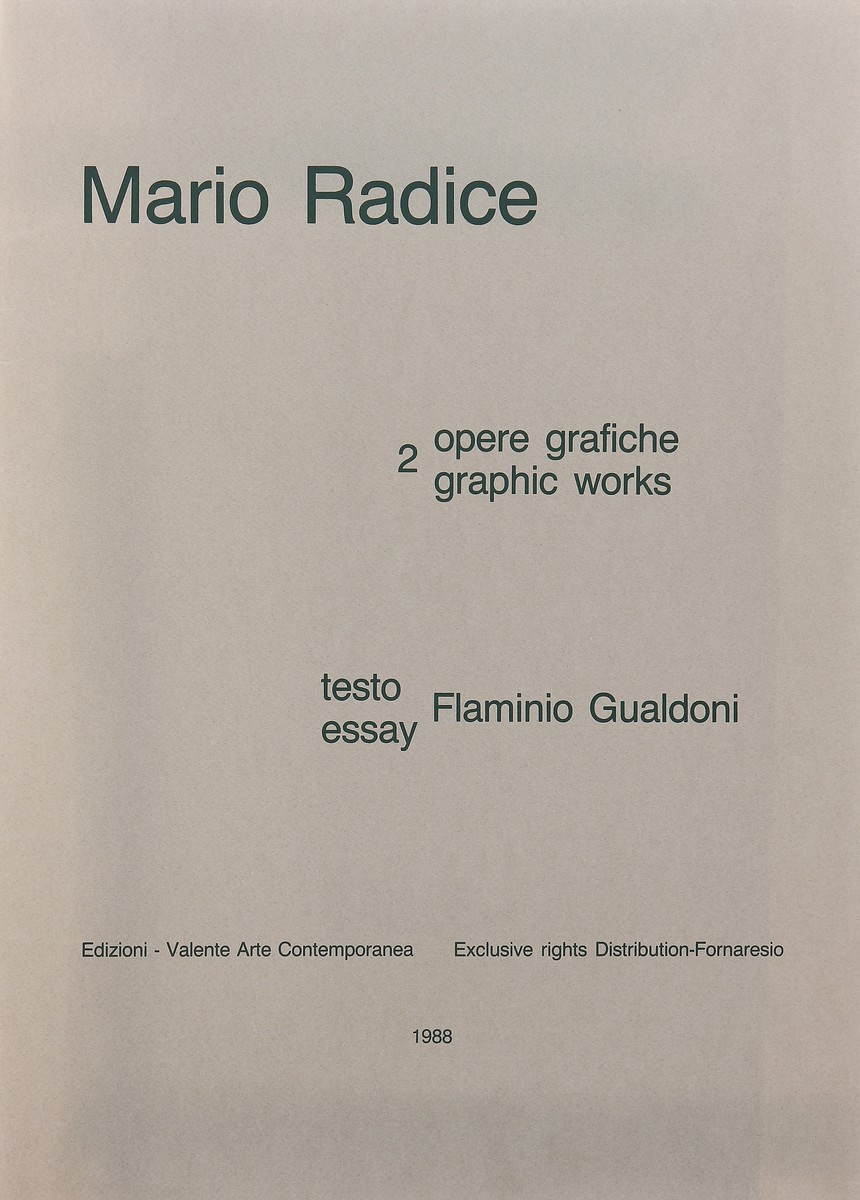 Mario Radice
2 opere grafiche
graphic works
testo
essay Flaminio Gualdoni
Edizioni - Valente Arte Contemporanea Exclusive rights Distribution-Fornaresio
1988